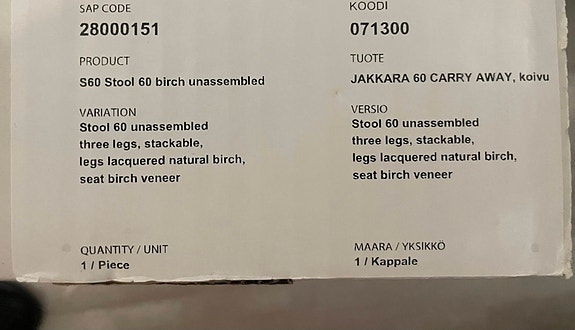 SAP CODE
28000151
PRODUCT
S60 Stool 60 birch unassembled
VARIATION
Stool 60 unassembled
three legs, stackable,
legs lacquered natural birch,
seat birch veneer
QUANTITY / UNIT
1 / Piece
KOODI
071300
TUOTE
JAKKARA 60 CARRY AWAY, koivu
VERSIO
Stool 60 unassembled
three legs, stackable,
legs lacquered natural birch,
seat birch veneer
MAARA / YKSIKKÖ
1 / Kappale